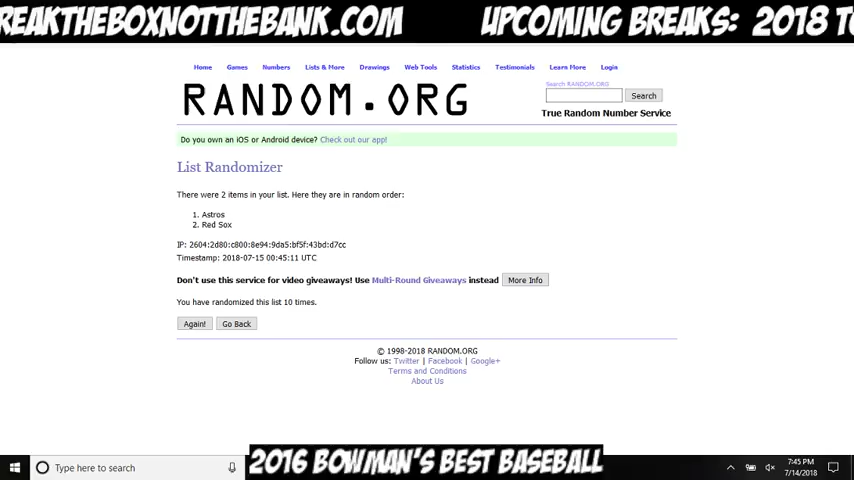 REAKTHEBOXNOTTHEBANK.COM UPCOMING BREAKS: 2018 TO
Home Games Numbers Lists & More Drawings Web Tools Statistics Testimonials Learn More Login
RANDOM.ORG
Search RANDOM.ORG
Search
True Random Number Service
Do you own an iOS or Android device? Check out our app!
List Randomizer
There were 2 items in your list. Here they are in random order:
1. Astros
2. Red Sox
IP: 2604:2d80:c800:8e94:9da5:bf5f:43bd:d7cc
Timestamp: 2018-07-15 00:45:11 UTC
Don't use this service for video giveaways! Use Multi-Round Giveaways instead More Info
You have randomized this list 10 times.
Again! Go Back
© 1998-2018 RANDOM.ORG
Follow us: Twitter | Facebook | Google+
Terms and Conditions
About Us
Type here to search
2016 BOWMAN'S BEST BASEBALL
7:45 PM
7/14/2018